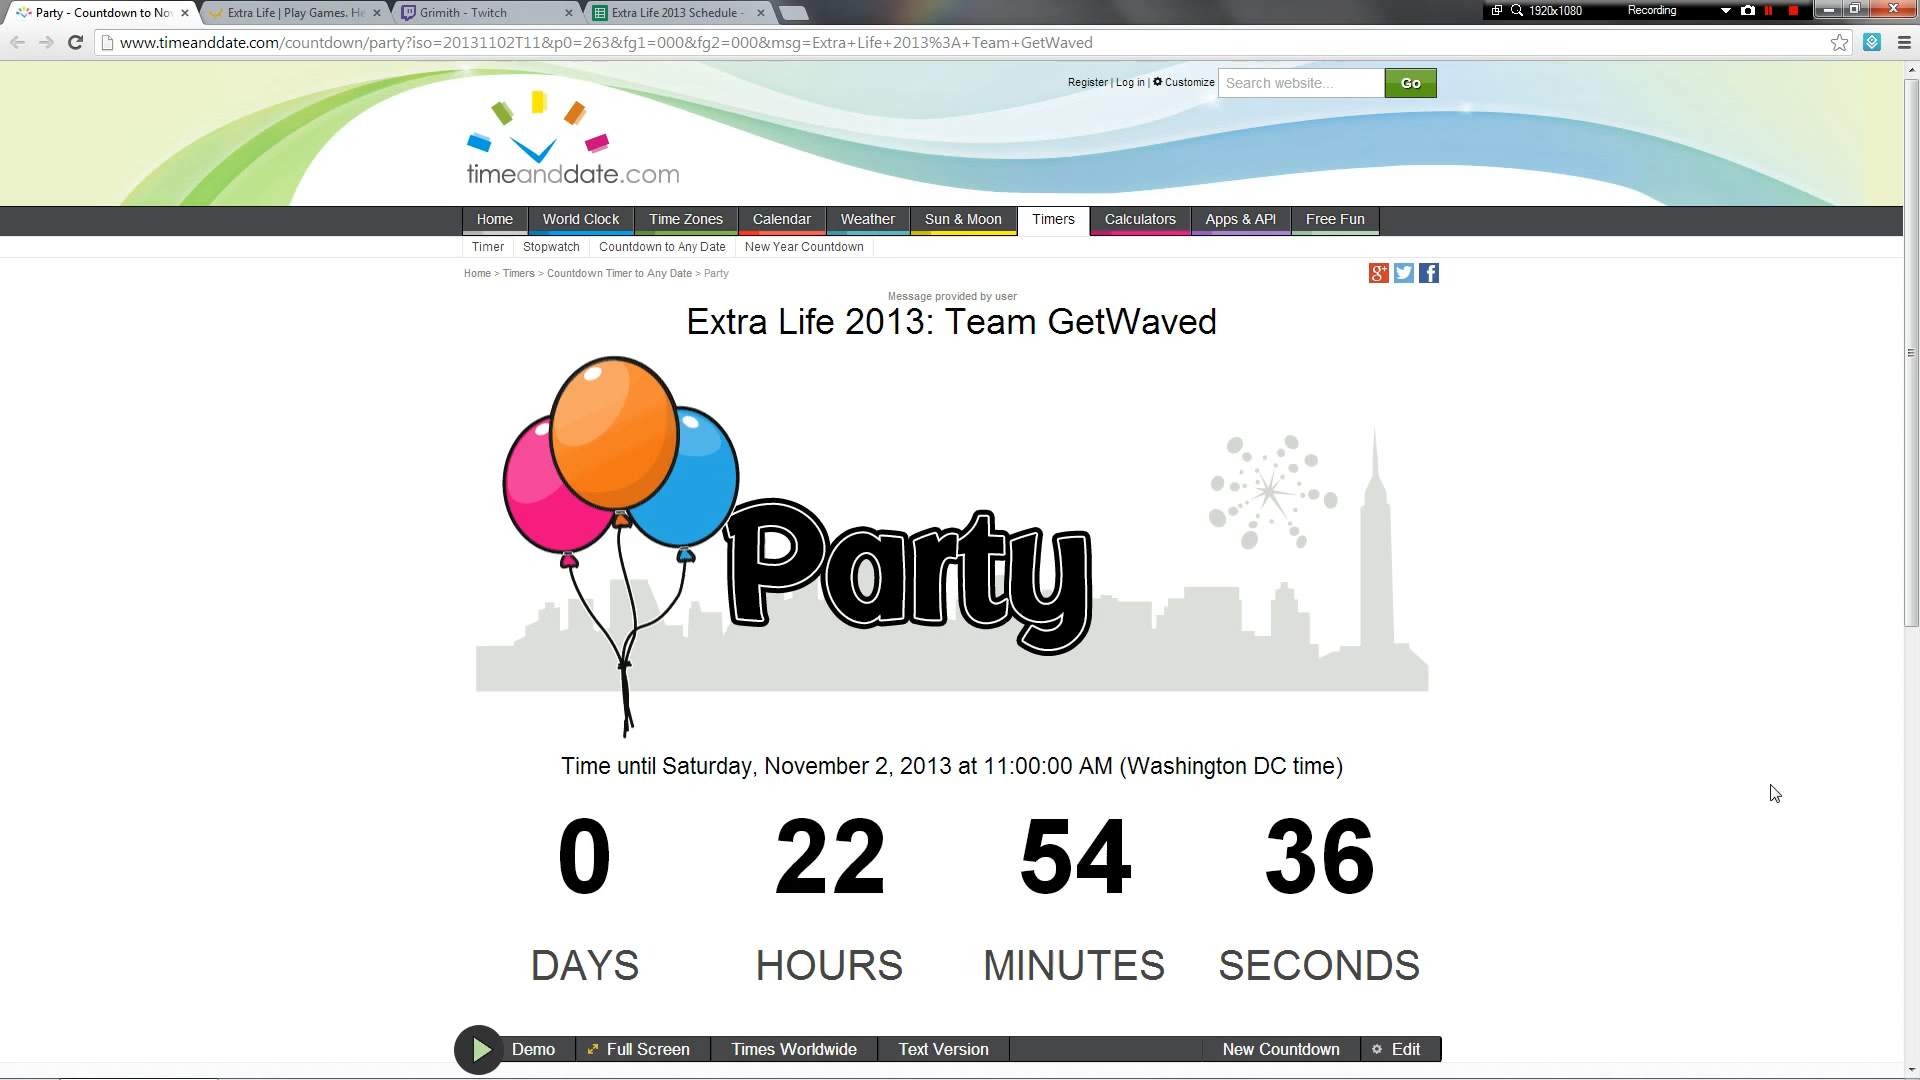 Party - Countdown to Nov
Extra Life | Play Games. He
Grimith - Twitch
Extra Life 2013 Schedule -
1920x1080
Recording
www.timeanddate.com/countdown/party?iso=20131102T11&p0=263&fg1=000&fg2=000&msg=Extra+Life+2013%3A+Team+GetWaved
Register | Log in | Customize
Search website...
Go
timeanddate.com
Home
World Clock
Time Zones
Calendar
Weather
Sun & Moon
Timers
Calculators
Apps & API
Free Fun
Timer
Stopwatch
Countdown to Any Date
New Year Countdown
Home > Timers > Countdown Timer to Any Date > Party
g+
f
Message provided by user
Extra Life 2013: Team GetWaved
Party
Time until Saturday, November 2, 2013 at 11:00:00 AM (Washington DC time)
0 22 54 36
DAYS HOURS MINUTES SECONDS
Demo
Full Screen
Times Worldwide
Text Version
New Countdown
Edit